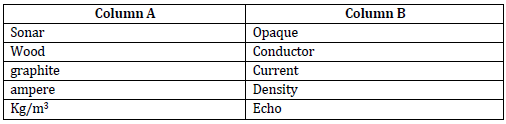 Column A Column B
Sonar Opaque
Wood Conductor
graphite Current
ampere Density
Kg/m³ Echo